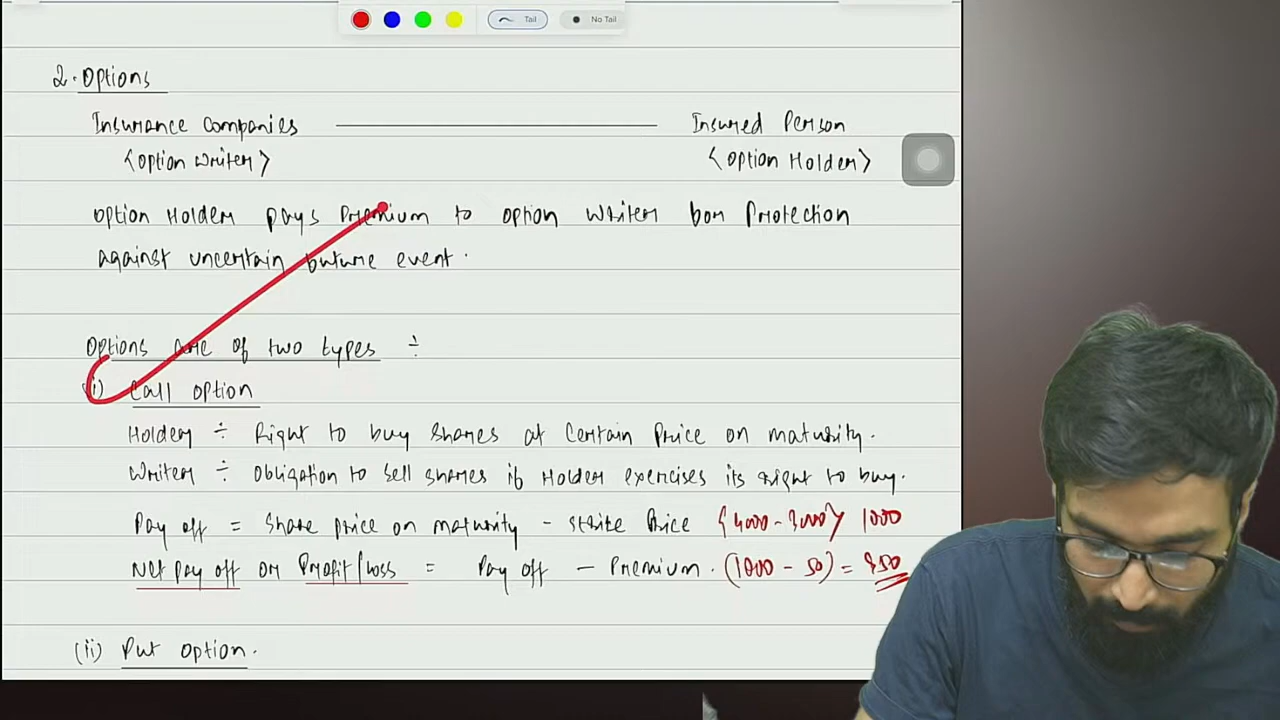 Tail
No Tail
2. Options
Insurance Companies ——— Insured Person
<Option Writer> <Option Holder>
Option Holder pays Premium to option Writer for Protection
against uncertain future event.
Options are of two types ÷
(i) Call Option
Holder ÷ Right to buy shares at certain Price on maturity.
Writer ÷ Obligation to sell shares if Holder exercises its right to buy.
Pay off = Share price on maturity - Strike Price {4000 - 3000} 1000
Net pay off or Profit/Loss = Pay off - Premium. (1000 - 50) = 950
(ii) Put Option.